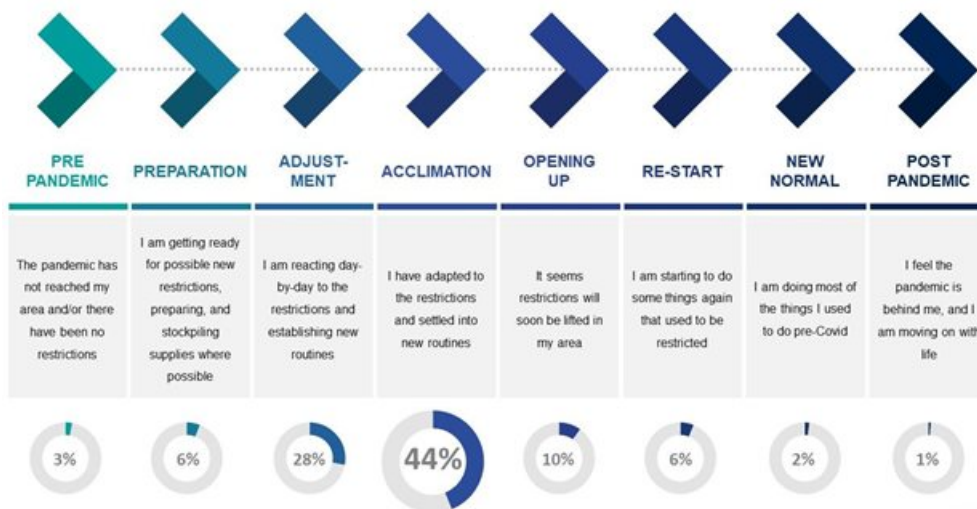 PRE
PANDEMIC
PREPARATION
ADJUST-
MENT
ACCLIMATION
OPENING
UP
RE-START
NEW
NORMAL
POST
PANDEMIC
The pandemic has
not reached my
area and/or there
have been no
restrictions
I am getting ready
for possible new
restrictions,
preparing, and
stockpiling
supplies where
possible
I am reacting day-
by-day to the
restrictions and
establishing new
routines
I have adapted to
the restrictions
and settled into
new routines
It seems
restrictions will
soon be lifted in
my area
I am starting to do
some things again
that used to be
restricted
I am doing most of
the things I used
to do pre-Covid
I feel the
pandemic is
behind me, and I
am moving on with
life
3%
6%
28%
44%
10%
6%
2%
1%